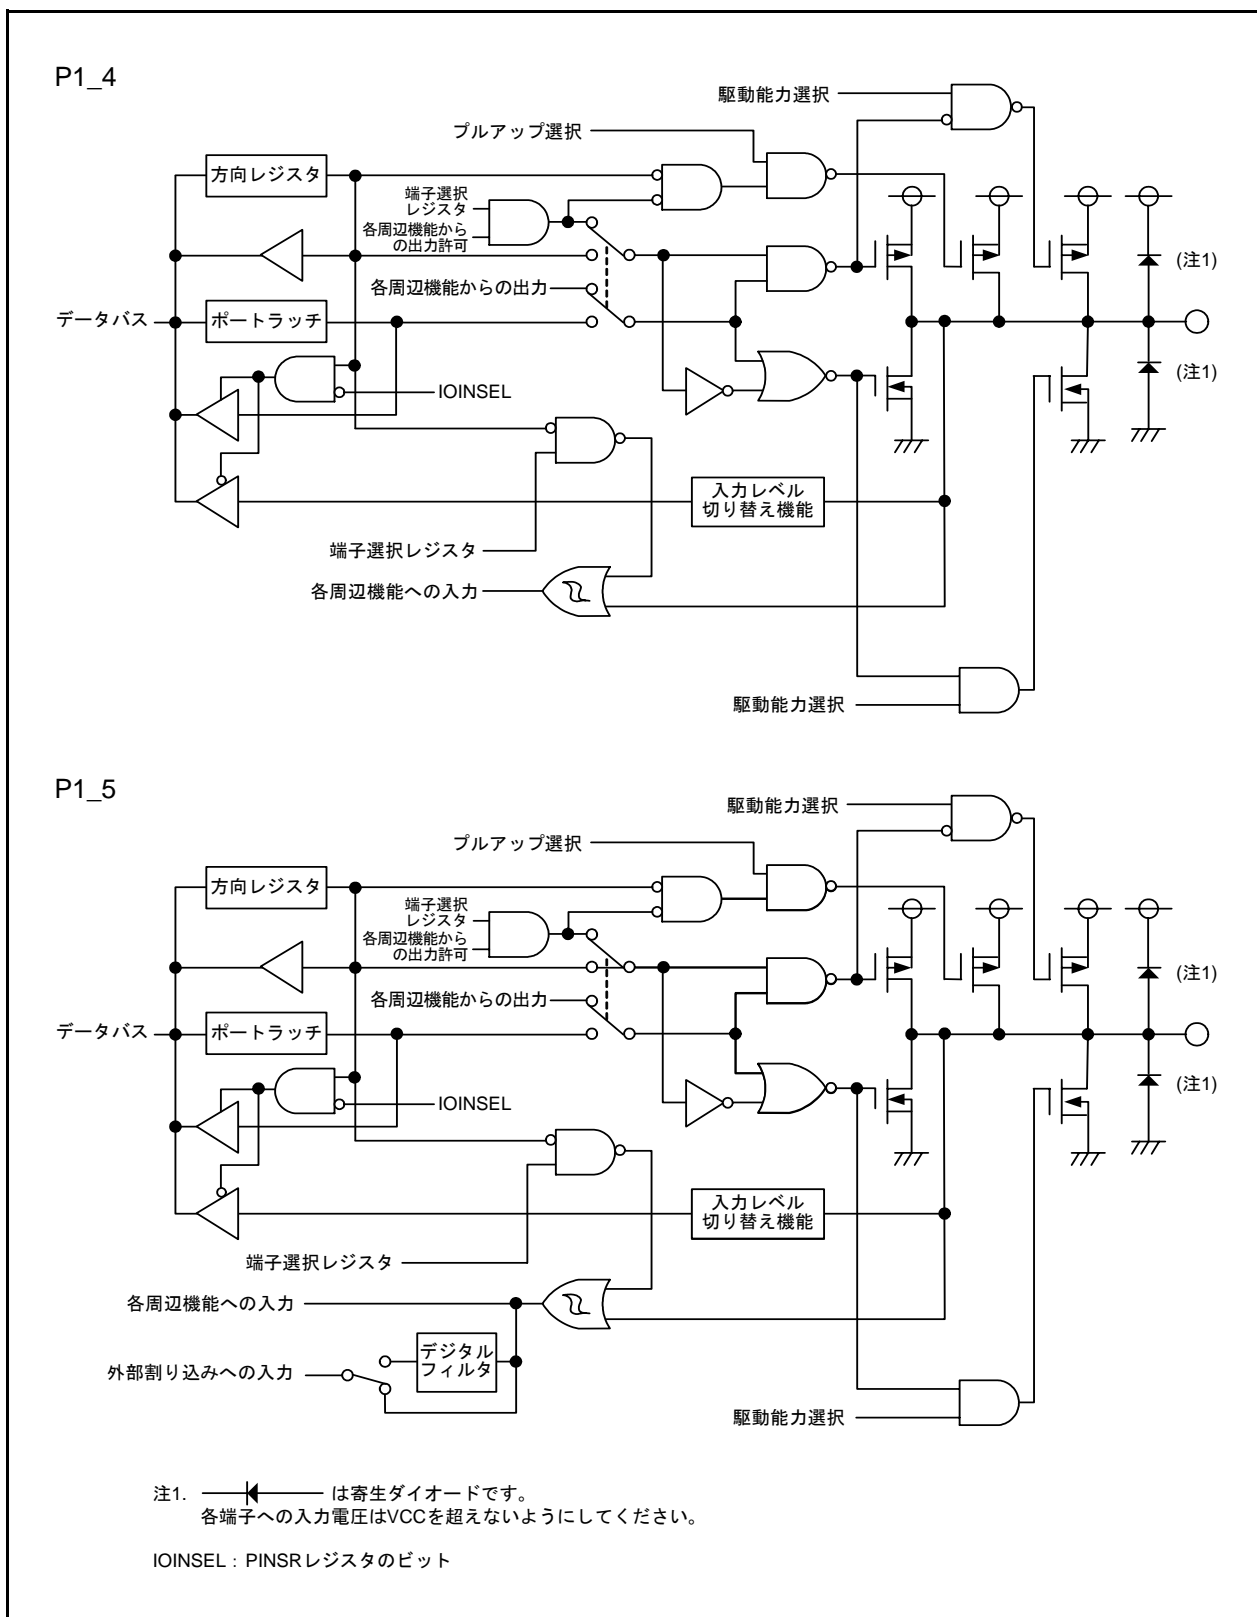 P1_4
駆動能力選択
プルアップ選択
方向レジスタ
端子選択
レジスタ
各周辺機能から
の出力許可
(注1)
各周辺機能からの出力
データバス
ポートラッチ
(注1)
IOINSEL
入力レベル
切り替え機能
端子選択レジスタ
各周辺機能への入力
駆動能力選択
P1_5
駆動能力選択
プルアップ選択
方向レジスタ
端子選択
レジスタ
各周辺機能から
の出力許可
(注1)
各周辺機能からの出力
データバス
ポートラッチ
(注1)
IOINSEL
入力レベル
切り替え機能
端子選択レジスタ
各周辺機能への入力
デジタル
フィルタ
外部割り込みへの入力
駆動能力選択
注1. は寄生ダイオードです。
各端子への入力電圧はVCCを超えないようにしてください。
IOINSEL：PINSRレジスタのビット